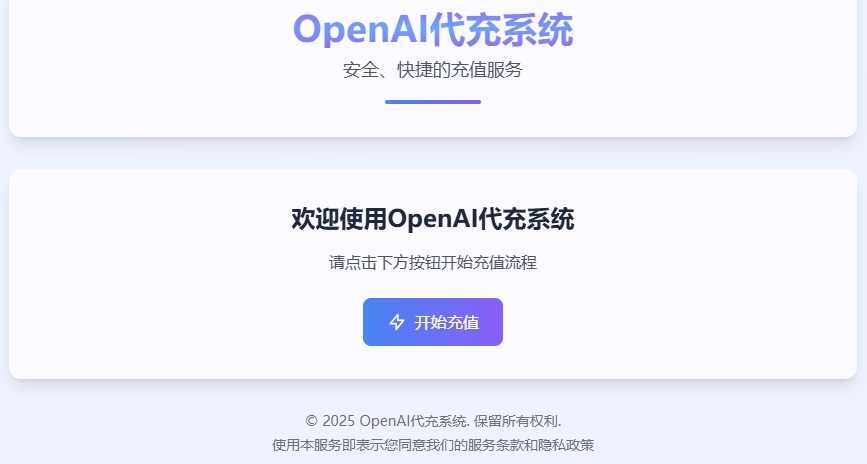 OpenAI代充系统
安全、快捷的充值服务
欢迎使用OpenAI代充系统
请点击下方按钮开始充值流程
开始充值
© 2025 OpenAI代充系统. 保留所有权利.
使用本服务即表示您同意我们的服务条款和隐私政策